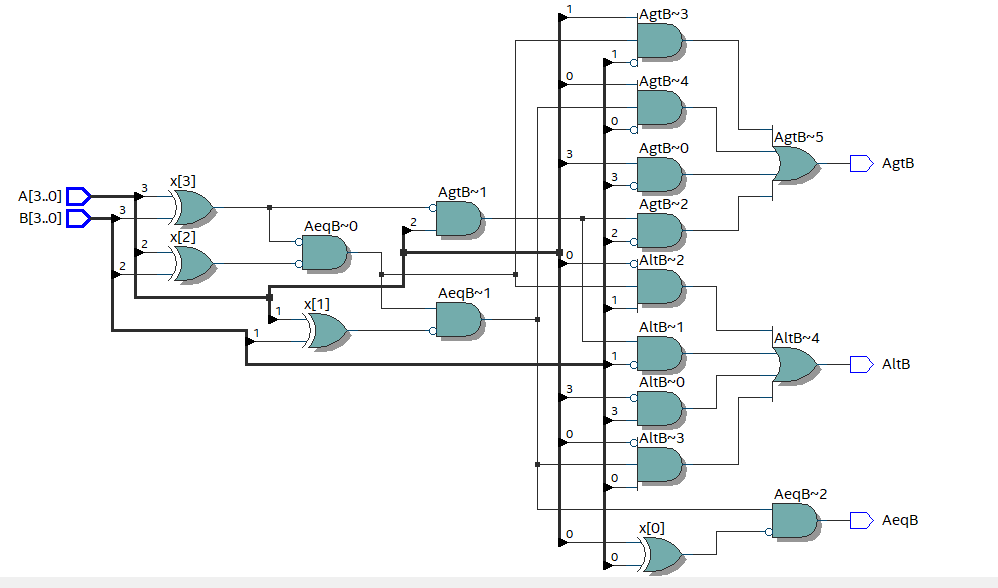 1
AgtB~3
1
0
AgtB~4
0
AgtB~5
AgtB~0
3
AgtB
3
x[3]
A[3..0]
3
AgtB~1
B[3..0]
3
AgtB~2
2
AeqB~0
x[2]
2
2
0
AltB~2
2
AeqB~1
x[1]
1
1
AltB~1
1
AltB~4
1
AltB
AltB~0
3
3
0
AltB~3
0
AeqB~2
AeqB
x[0]
0
0